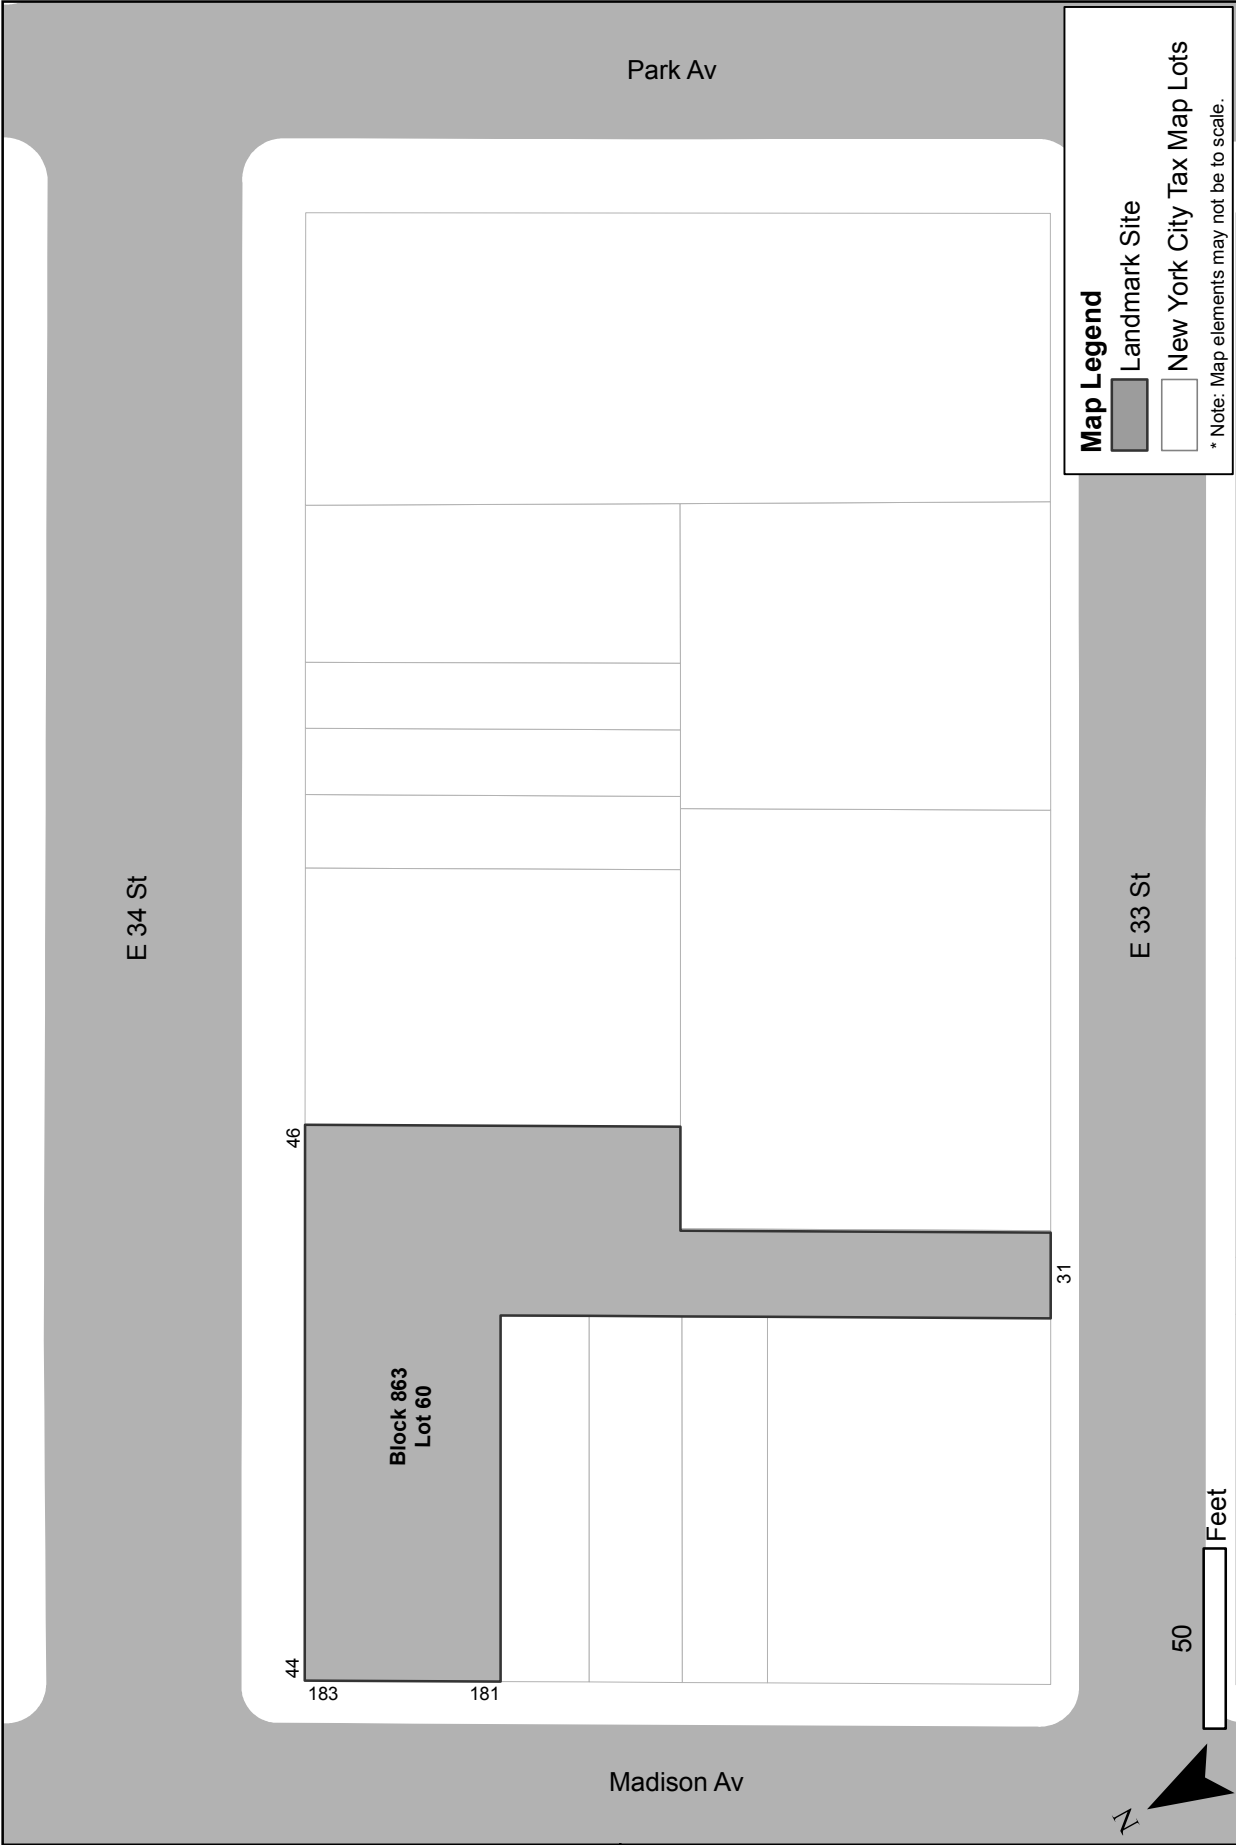 Park Av
Map Legend
Landmark Site
New York City Tax Map Lots
* Note: Map elements may not be to scale.
E 34 St
E 33 St
46
31
Block 863
Lot 60
44
183
181
50
Feet
Madison Av
N